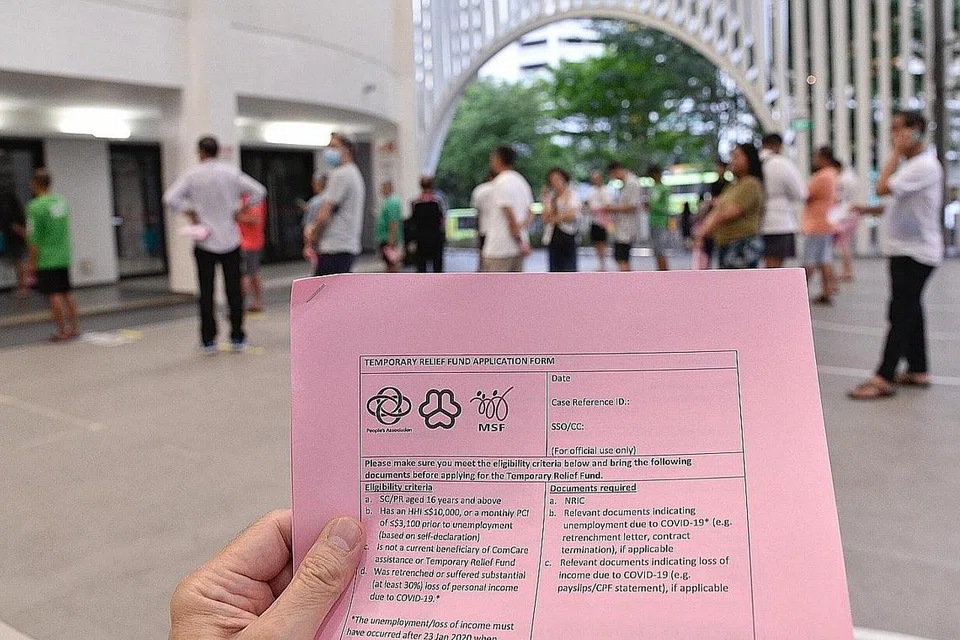 TEMPORARY RELIEF FUND APPLICATION FORM
People's Association
MSF
Date
Case Reference ID.:
SSO/CC:
(For official use only)
Please make sure you meet the eligibility criteria below and bring the following
documents before applying for the Temporary Relief Fund.
Eligibility criteria
a. SC/PR aged 16 years and above
b. Has an HHI ≤$10,000, or a monthly PCI
of ≤$3,100 prior to unemployment
(based on self-declaration)
Is not a current beneficiary of ComCare
assistance or Temporary Relief Fund
d. Was retrenched or suffered substantial
(at least 30%) loss of personal income
due to COVID-19.*
*The unemployment/loss of income must
have occurred after 23 Jan 2020 when
Documents required
a. NRIC
b. Relevant documents indicating
unemployment due to COVID-19* (e.g.
retrenchment letter, contract
termination), if applicable
c. Relevant documents indicating loss of
income due to COVID-19 (e.g.
payslips/CPF statement), if applicable